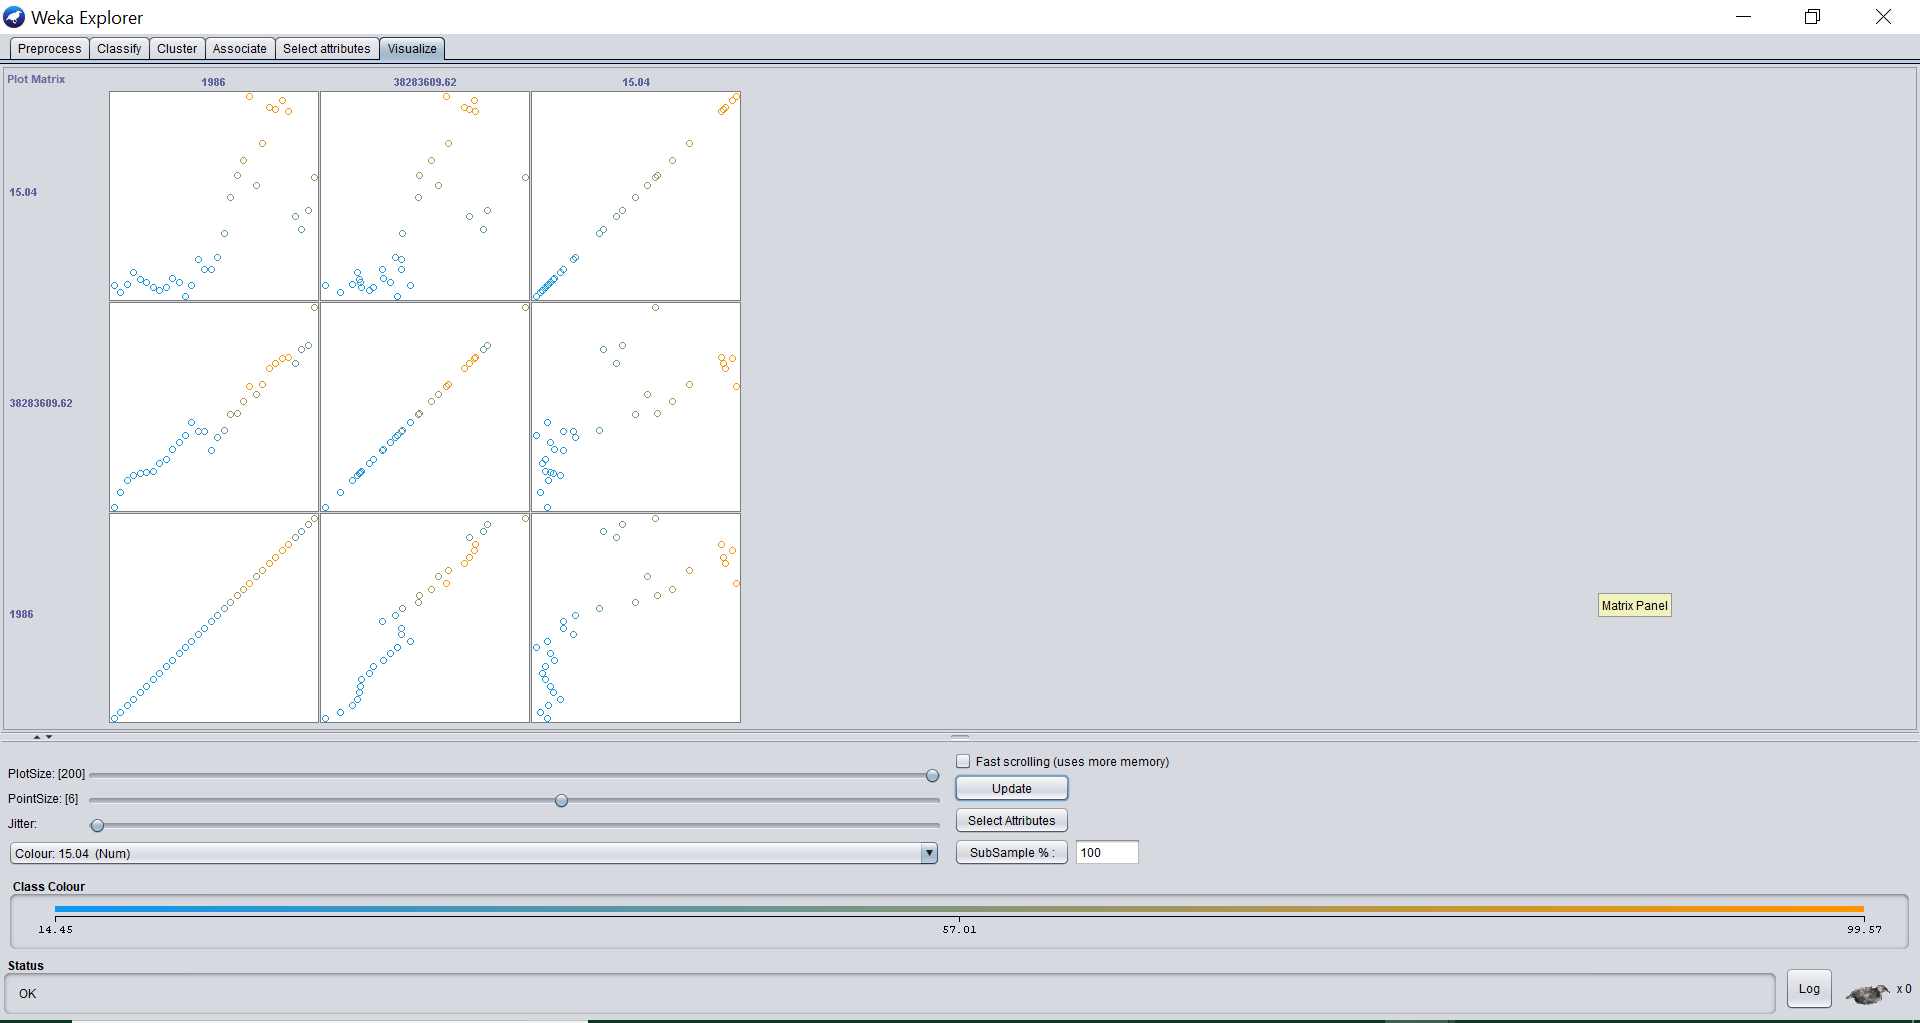 Weka Explorer
Preprocess Classify Cluster Associate Select attributes Visualize
Plot Matrix
1986 38283609.62 15.04
15.04
38283609.62
1986
Matrix Panel
PlotSize: [200]
PointSize: [6]
Jitter:
Colour: 15.04 (Num)
Fast scrolling (uses more memory)
Update
Select Attributes
SubSample % : 100
Class Colour
14.45 57.01 99.57
Status
OK
Log
x 0